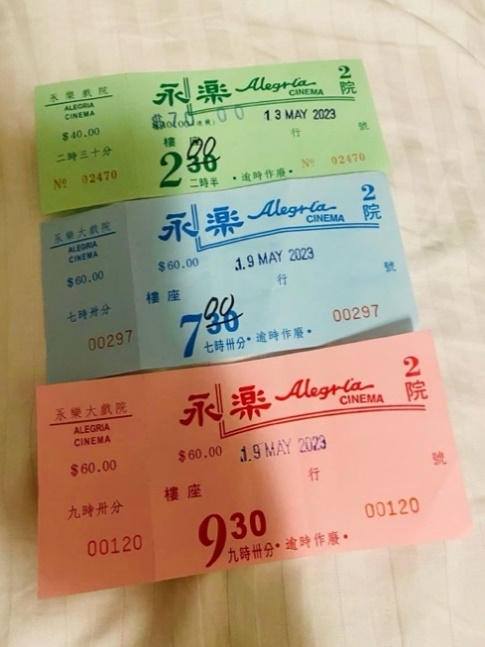 永樂戲院
ALEGRIA
CINEMA
$40.00
二時三十分
№ 02470
永樂 Alegria
CINEMA
2院
$70.00
13 MAY 2023
樓座
行
號
2 30
00
二時半
•逾時作廢•
№ 02470
永樂大戲院
ALEGRIA
CINEMA
$60.00
七時卅分
00297
永樂 Alegria
CINEMA
2院
$60.00
19 MAY 2023
樓座
行
號
7 30
00
七時卅分•逾時作廢•
00297
永樂大戲院
ALEGRIA
CINEMA
$60.00
九時卅分
00120
永樂 Alegria
CINEMA
2院
$60.00
19 MAY 2023
樓座
行
號
9 30
九時卅分•逾時作廢•
00120